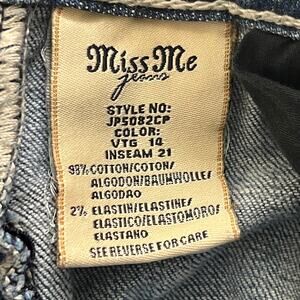 Miss Me
jeans
STYLE NO:
JP5082CP
COLOR:
VTG 14
INSEAM 21
98% COTTON/COTON/
ALGODON/BAUMWOLLE/
ALGODAO
2% ELASTIN/ELASTINE/
ELASTICO/ELASTOMORO/
ELASTANO
SEE REVERSE FOR CARE